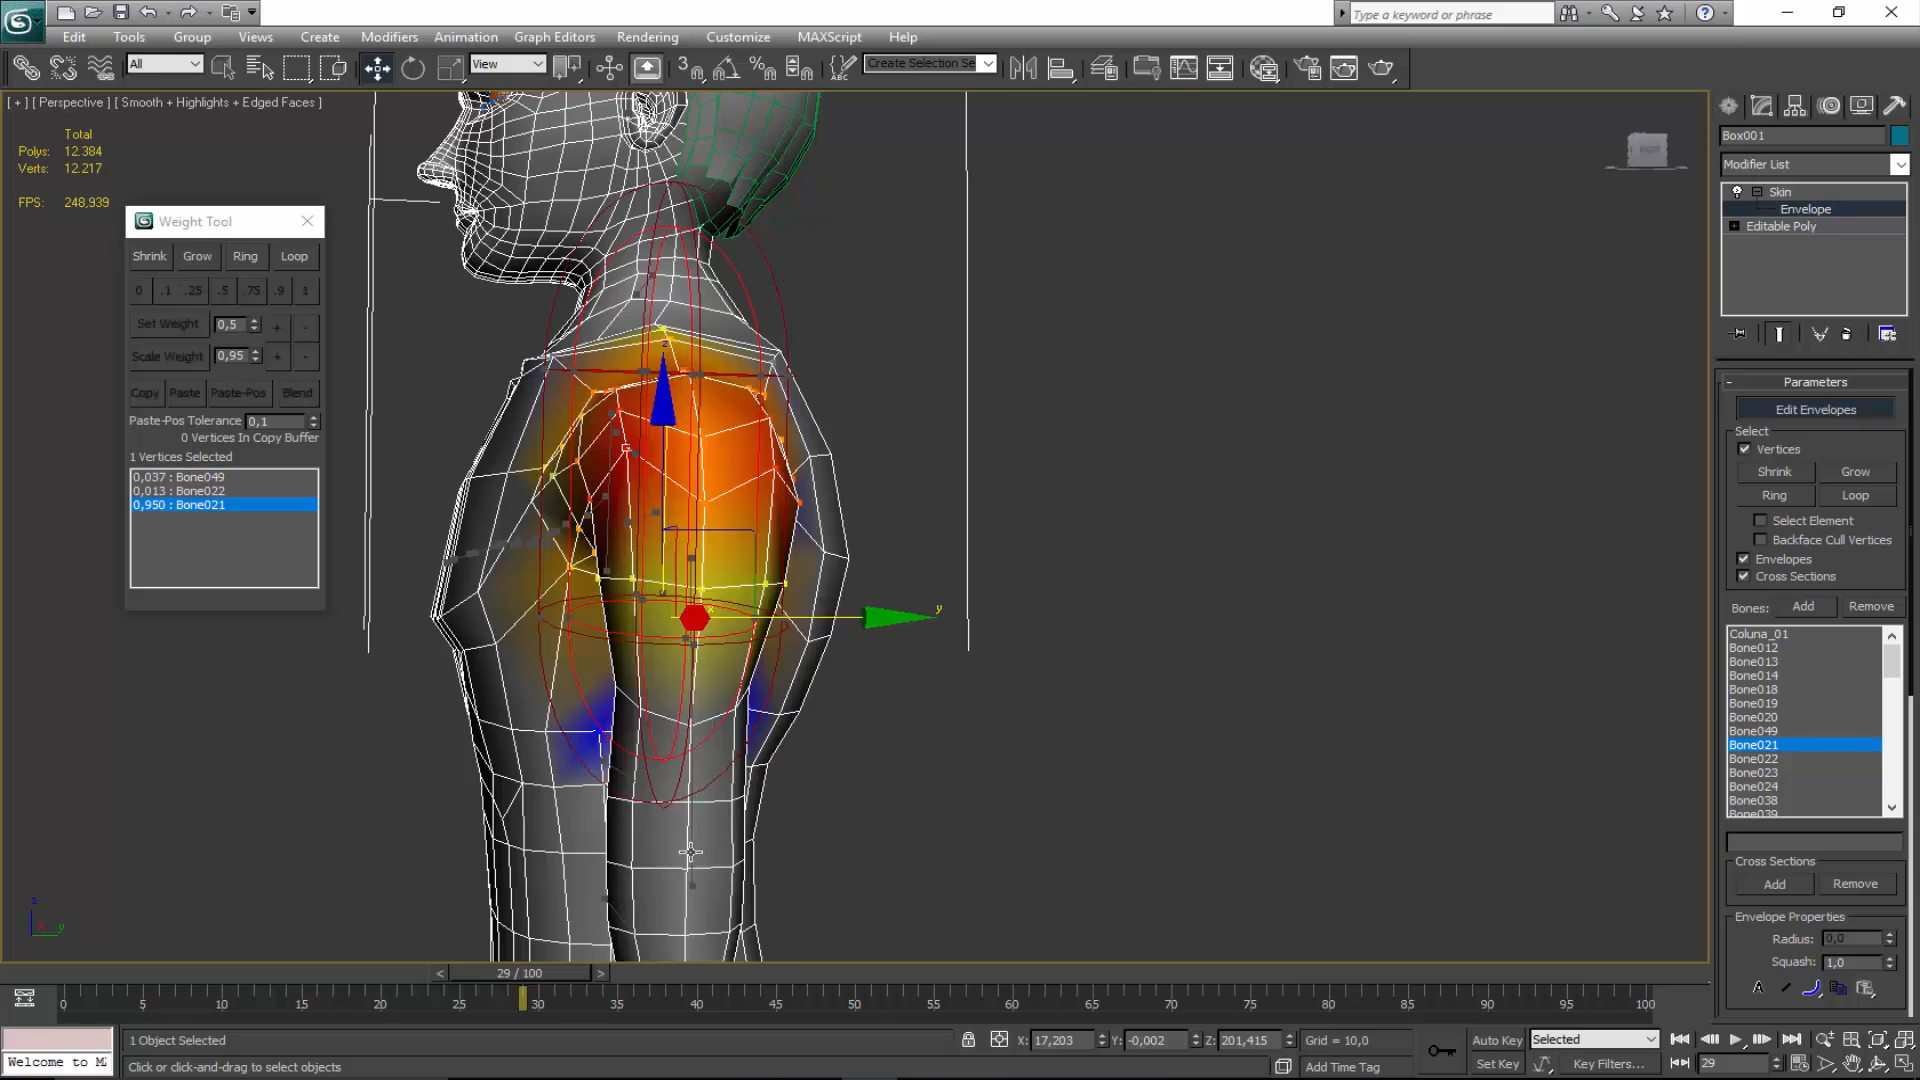 Type a keyword or phrase
Edit Tools Group Views Create Modifiers Animation Graph Editors Rendering Customize MAXScript Help
All
View
Create Selection Se
[ + ] [ Perspective ] [ Smooth + Highlights + Edged Faces ]
Total
Polys: 12.384
Verts: 12.217
FPS: 248,939
Weight Tool
Shrink Grow Ring Loop
0 .1 .25 .5 .75 .9 1
Set Weight 0,5 + -
Scale Weight 0,95 + -
Copy Paste Paste-Pos Blend
Paste-Pos Tolerance 0,1
0 Vertices In Copy Buffer
1 Vertices Selected
0,037 : Bone049
0,013 : Bone022
0,950 : Bone021
z
y
x
z
y
Box001
Modifier List
Skin
Envelope
Editable Poly
Parameters
Edit Envelopes
Select
Vertices
Shrink Grow
Ring Loop
Select Element
Backface Cull Vertices
Envelopes
Cross Sections
Bones: Add Remove
Coluna_01
Bone012
Bone013
Bone014
Bone018
Bone019
Bone020
Bone049
Bone021
Bone022
Bone023
Bone024
Bone038
Bone039
Cross Sections
Add Remove
Envelope Properties
Radius: 0,0
Squash: 1,0
A
< 29 / 100 >
0 5 10 15 20 25 30 35 40 45 50 55 60 65 70 75 80 85 90 95 100
1 Object Selected
X: 17,203 Y: -0,002 Z: 201,415 Grid = 10,0
Auto Key Selected
Welcome to M
Click or click-and-drag to select objects
Add Time Tag
Set Key Key Filters... 29